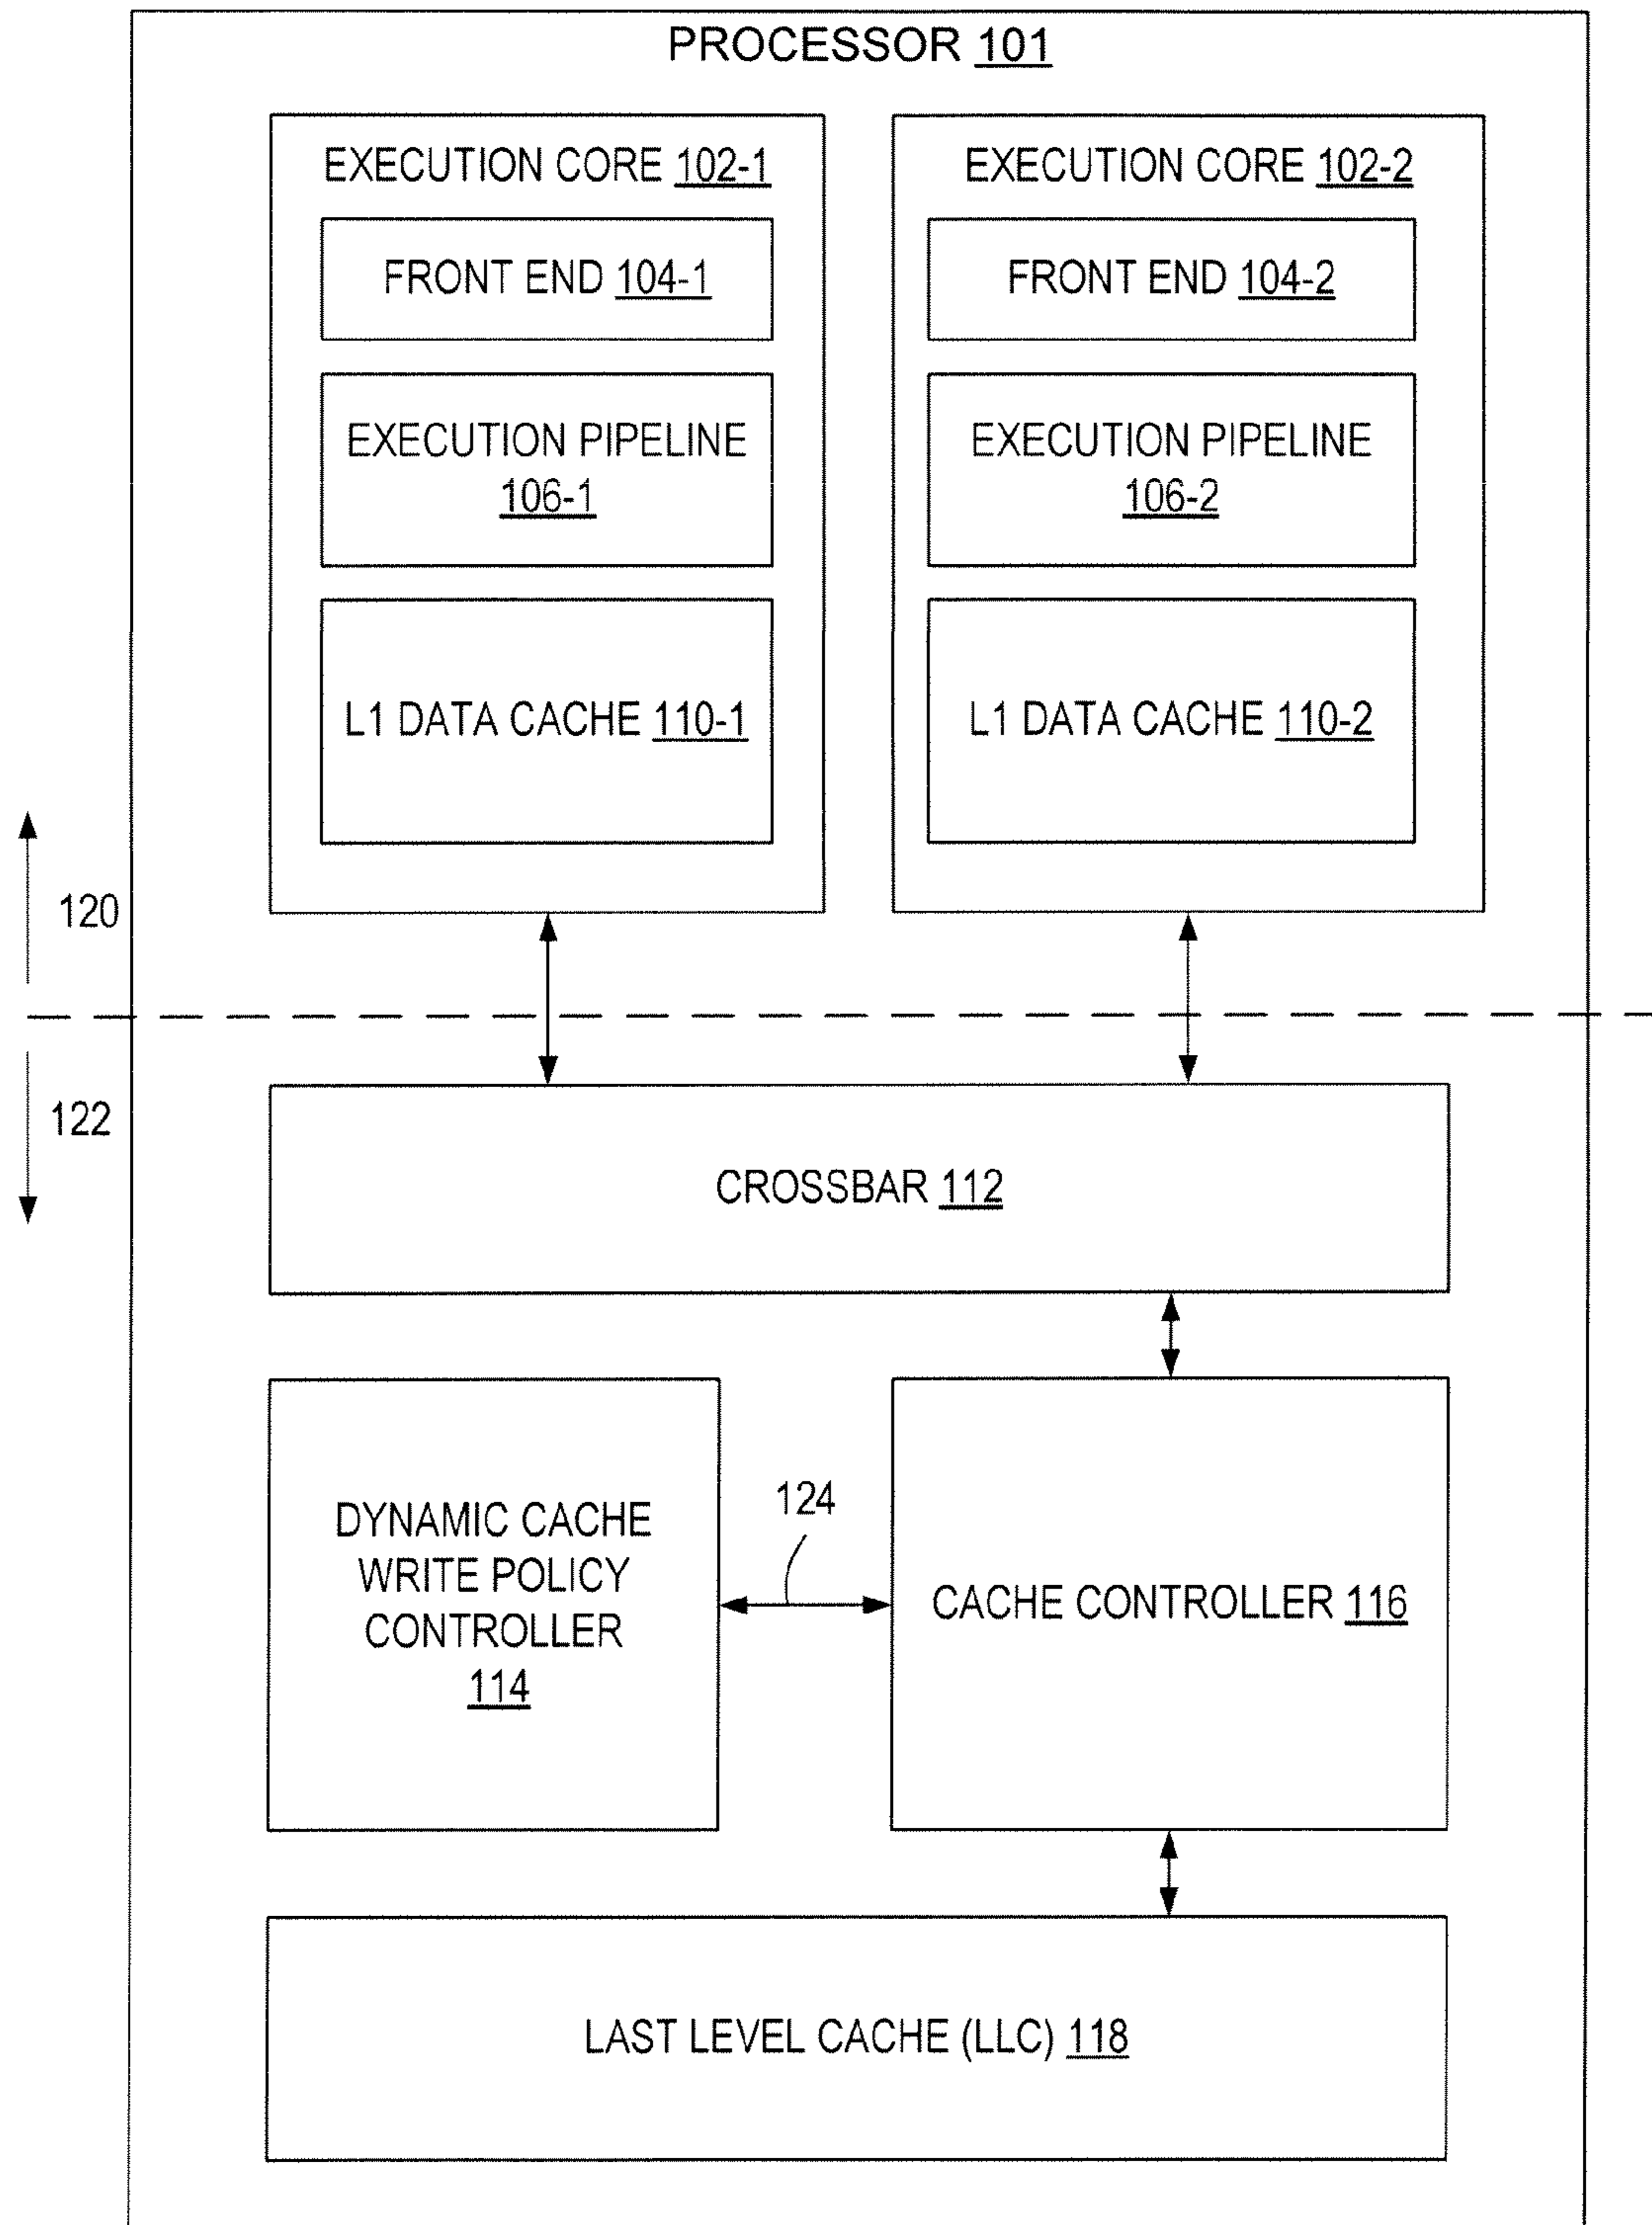 PROCESSOR 101
EXECUTION CORE 102-1
FRONT END 104-1
EXECUTION PIPELINE
106-1
L1 DATA CACHE 110-1
EXECUTION CORE 102-2
FRONT END 104-2
EXECUTION PIPELINE
106-2
L1 DATA CACHE 110-2
120
122
CROSSBAR 112
DYNAMIC CACHE
WRITE POLICY
CONTROLLER
114
124
CACHE CONTROLLER 116
LAST LEVEL CACHE (LLC) 118